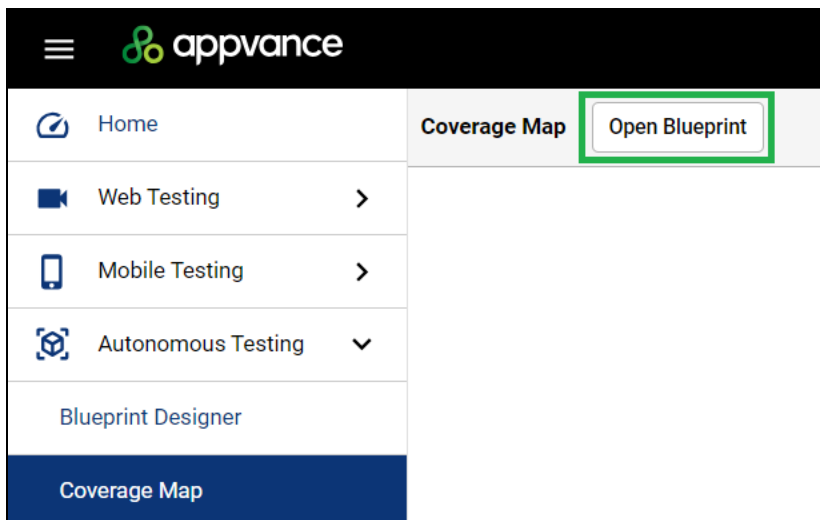 appvance
Home
Web Testing
Mobile Testing
Autonomous Testing
Blueprint Designer
Coverage Map
Coverage Map
Open Blueprint